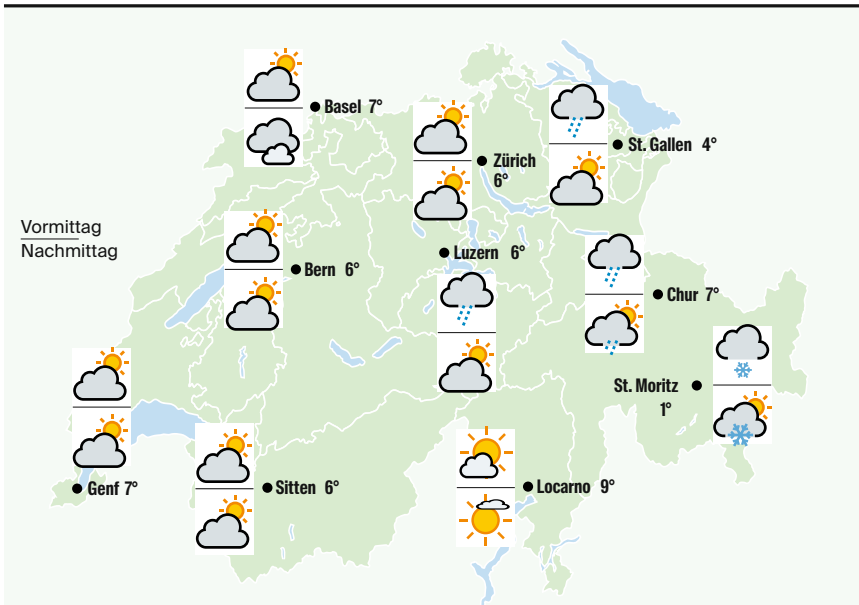 Basel 7°
Zürich
6°
St. Gallen 4°
Vormittag
Nachmittag
Bern 6°
Luzern 6°
Chur 7°
St. Moritz
1°
Genf 7°
Sitten 6°
Locarno 9°